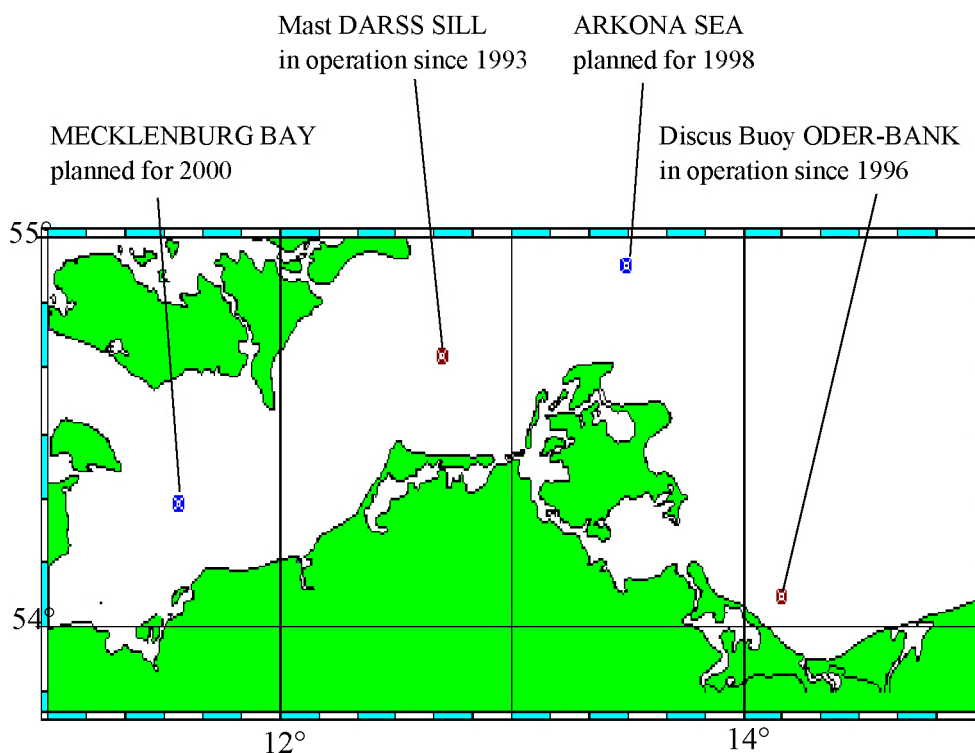 Mast DARSS SILL
in operation since 1993
ARKONA SEA
planned for 1998
MECKLENBURG BAY
planned for 2000
Discus Buoy ODER-BANK
in operation since 1996
55°
54°
12°
14°